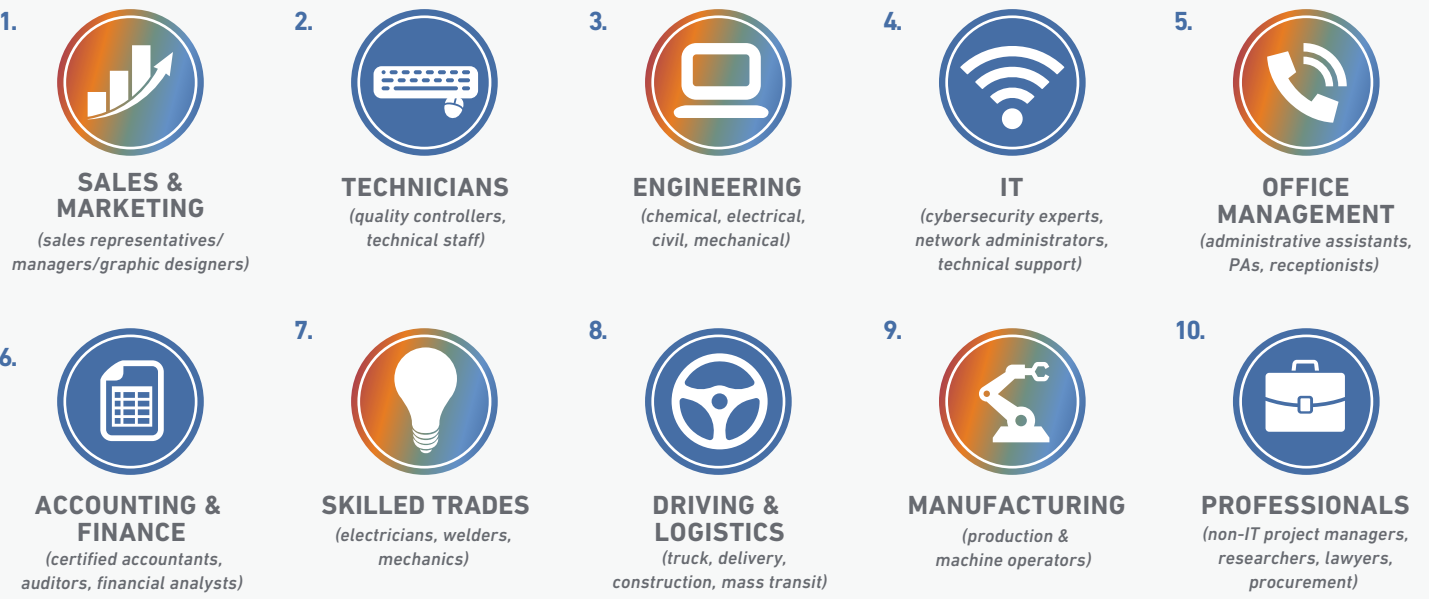 1.
SALES &
MARKETING
(sales representatives/
managers/graphic designers)
2.
TECHNICIANS
(quality controllers,
technical staff)
3.
ENGINEERING
(chemical, electrical,
civil, mechanical)
4.
IT
(cybersecurity experts,
network administrators,
technical support)
5.
OFFICE
MANAGEMENT
(administrative assistants,
PAs, receptionists)
6.
ACCOUNTING &
FINANCE
(certified accountants,
auditors, financial analysts)
7.
SKILLED TRADES
(electricians, welders,
mechanics)
8.
DRIVING &
LOGISTICS
(truck, delivery,
construction, mass transit)
9.
MANUFACTURING
(production &
machine operators)
10.
PROFESSIONALS
(non-IT project managers,
researchers, lawyers,
procurement)